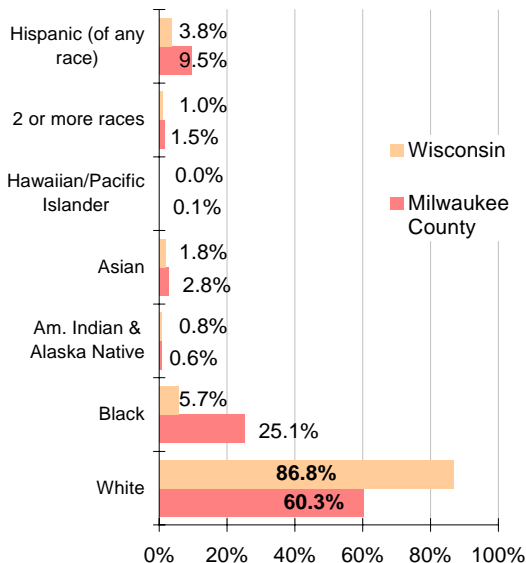 Hispanic (of any
race)
3.8%
9.5%
2 or more races
1.0%
1.5%
Hawaiian/Pacific
Islander
0.0%
0.1%
Asian
1.8%
2.8%
Am. Indian &
Alaska Native
0.8%
0.6%
Black
5.7%
25.1%
White
86.8%
60.3%
0% 20% 40% 60% 80% 100%
Wisconsin
Milwaukee
County